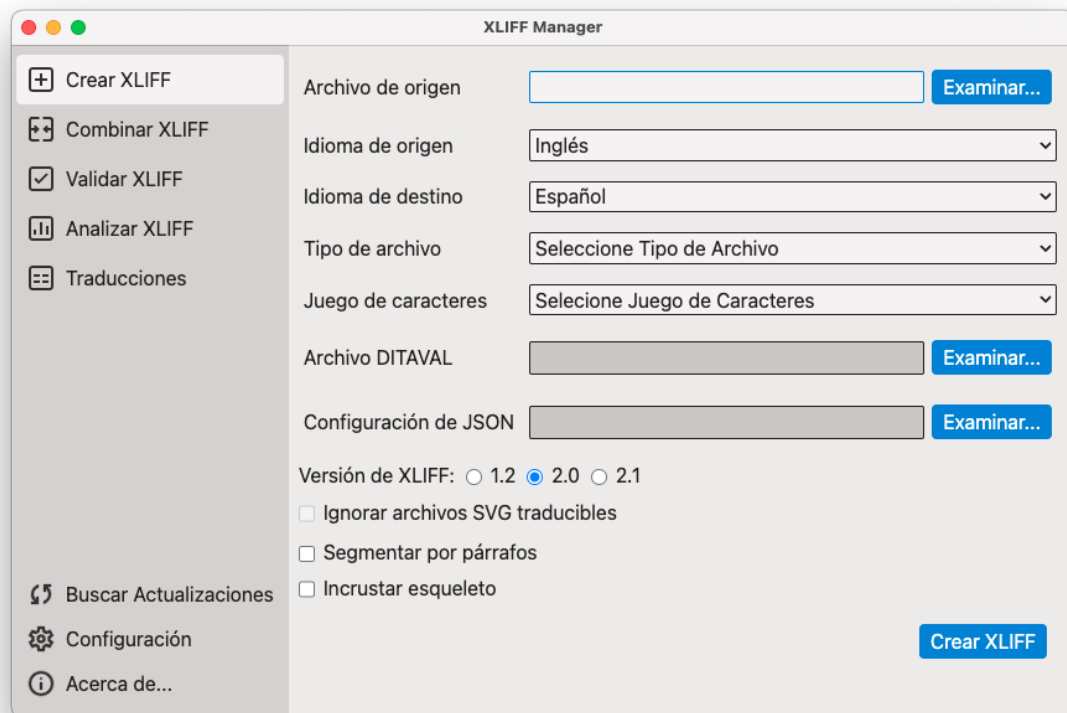 XLIFF Manager
Crear XLIFF
Combinar XLIFF
Validar XLIFF
Analizar XLIFF
Traducciones
Buscar Actualizaciones
Configuración
Acerca de...
Archivo de origen Examinar...
Idioma de origen Inglés
Idioma de destino Español
Tipo de archivo Seleccione Tipo de Archivo
Juego de caracteres Selecione Juego de Caracteres
Archivo DITAVAL Examinar...
Configuración de JSON Examinar...
Versión de XLIFF: 1.2 2.0 2.1
Ignorar archivos SVG traducibles
Segmentar por párrafos
Incrustar esqueleto
Crear XLIFF